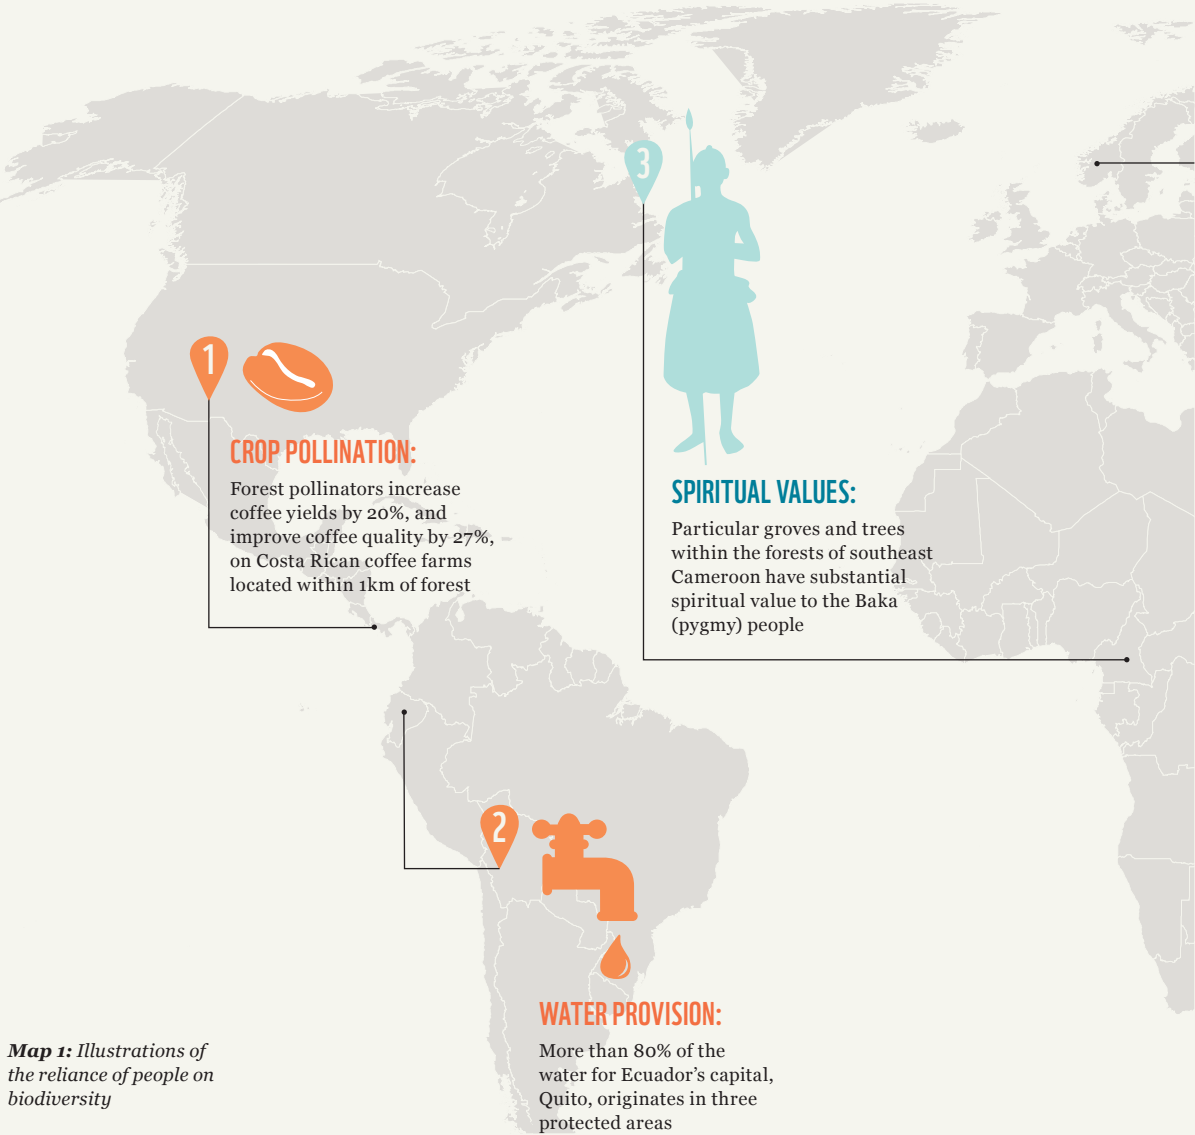 1
CROP POLLINATION:
Forest pollinators increase
coffee yields by 20%, and
improve coffee quality by 27%,
on Costa Rican coffee farms
located within 1km of forest
3
SPIRITUAL VALUES:
Particular groves and trees
within the forests of southeast
Cameroon have substantial
spiritual value to the Baka
(pygmy) people
2
WATER PROVISION:
More than 80% of the
water for Ecuador’s capital,
Quito, originates in three
protected areas
Map 1: Illustrations of
the reliance of people on
biodiversity